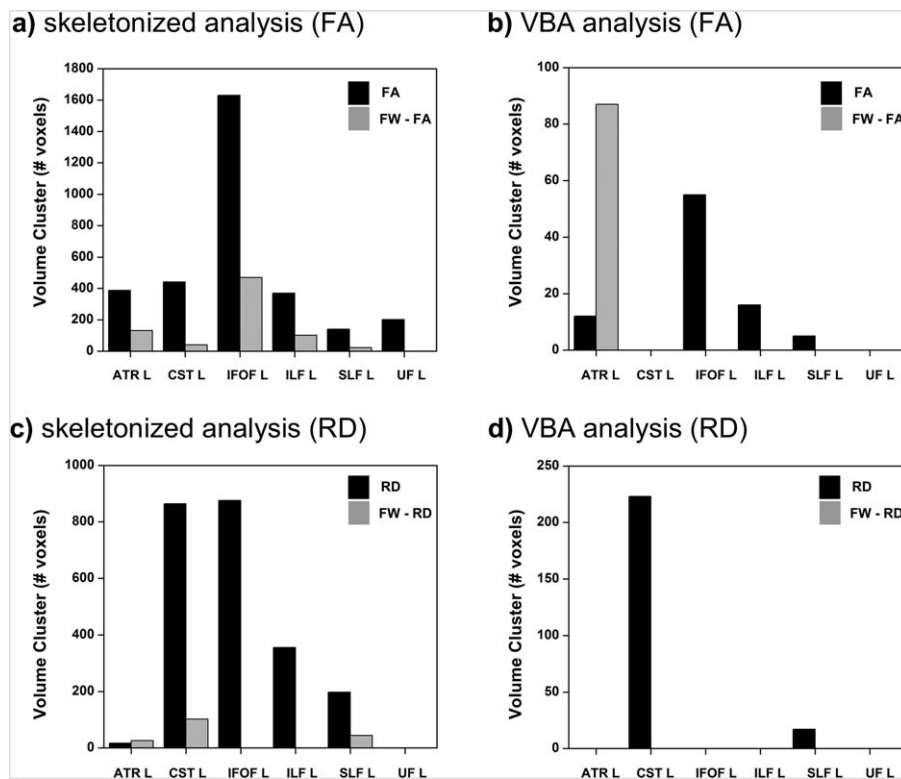 a) skeletonized analysis (FA)
1800
1600
1400
1200
1000
800
600
400
200
0
Volume Cluster (# voxels)
FA
FW - FA
ATR L CST L IFOF L ILF L SLF L UF L
b) VBA analysis (FA)
100
80
60
40
20
0
Volume Cluster (# voxels)
FA
FW - FA
ATR L CST L IFOF L ILF L SLF L UF L
c) skeletonized analysis (RD)
1000
800
600
400
200
0
Volume Cluster (# voxels)
RD
FW - RD
ATR L CST L IFOF L ILF L SLF L UF L
d) VBA analysis (RD)
250
200
150
100
50
0
Volume Cluster (# voxels)
RD
FW - RD
ATR L CST L IFOF L ILF L SLF L UF L